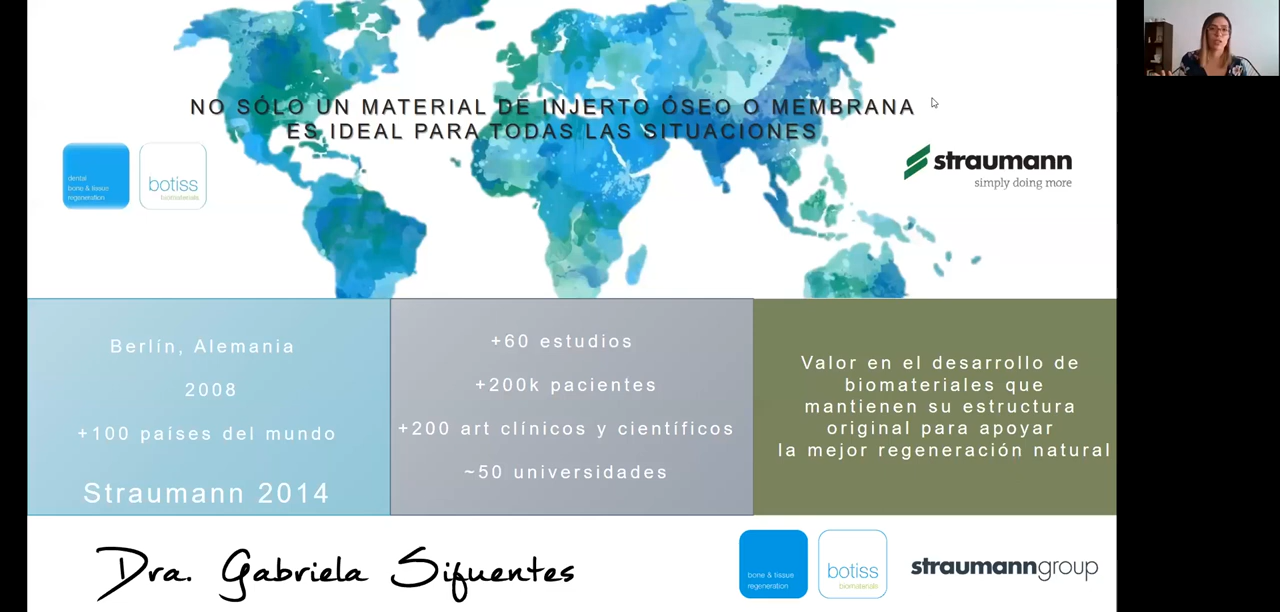 NO SÓLO UN MATERIAL DE INJERTO ÓSEO O MEMBRANA
ES IDEAL PARA TODAS LAS SITUACIONES
dental
bone & tissue
regeneration
botiss
biomaterials
straumann
simply doing more
Berlín, Alemania
2008
+100 países del mundo
Straumann 2014
+60 estudios
+200k pacientes
+200 art clínicos y científicos
~50 universidades
Valor en el desarrollo de
biomateriales que
mantienen su estructura
original para apoyar
la mejor regeneración natural
Dra. Gabriela Sifuentes
bone & tissue
regeneration
botiss
biomaterials
straumanngroup